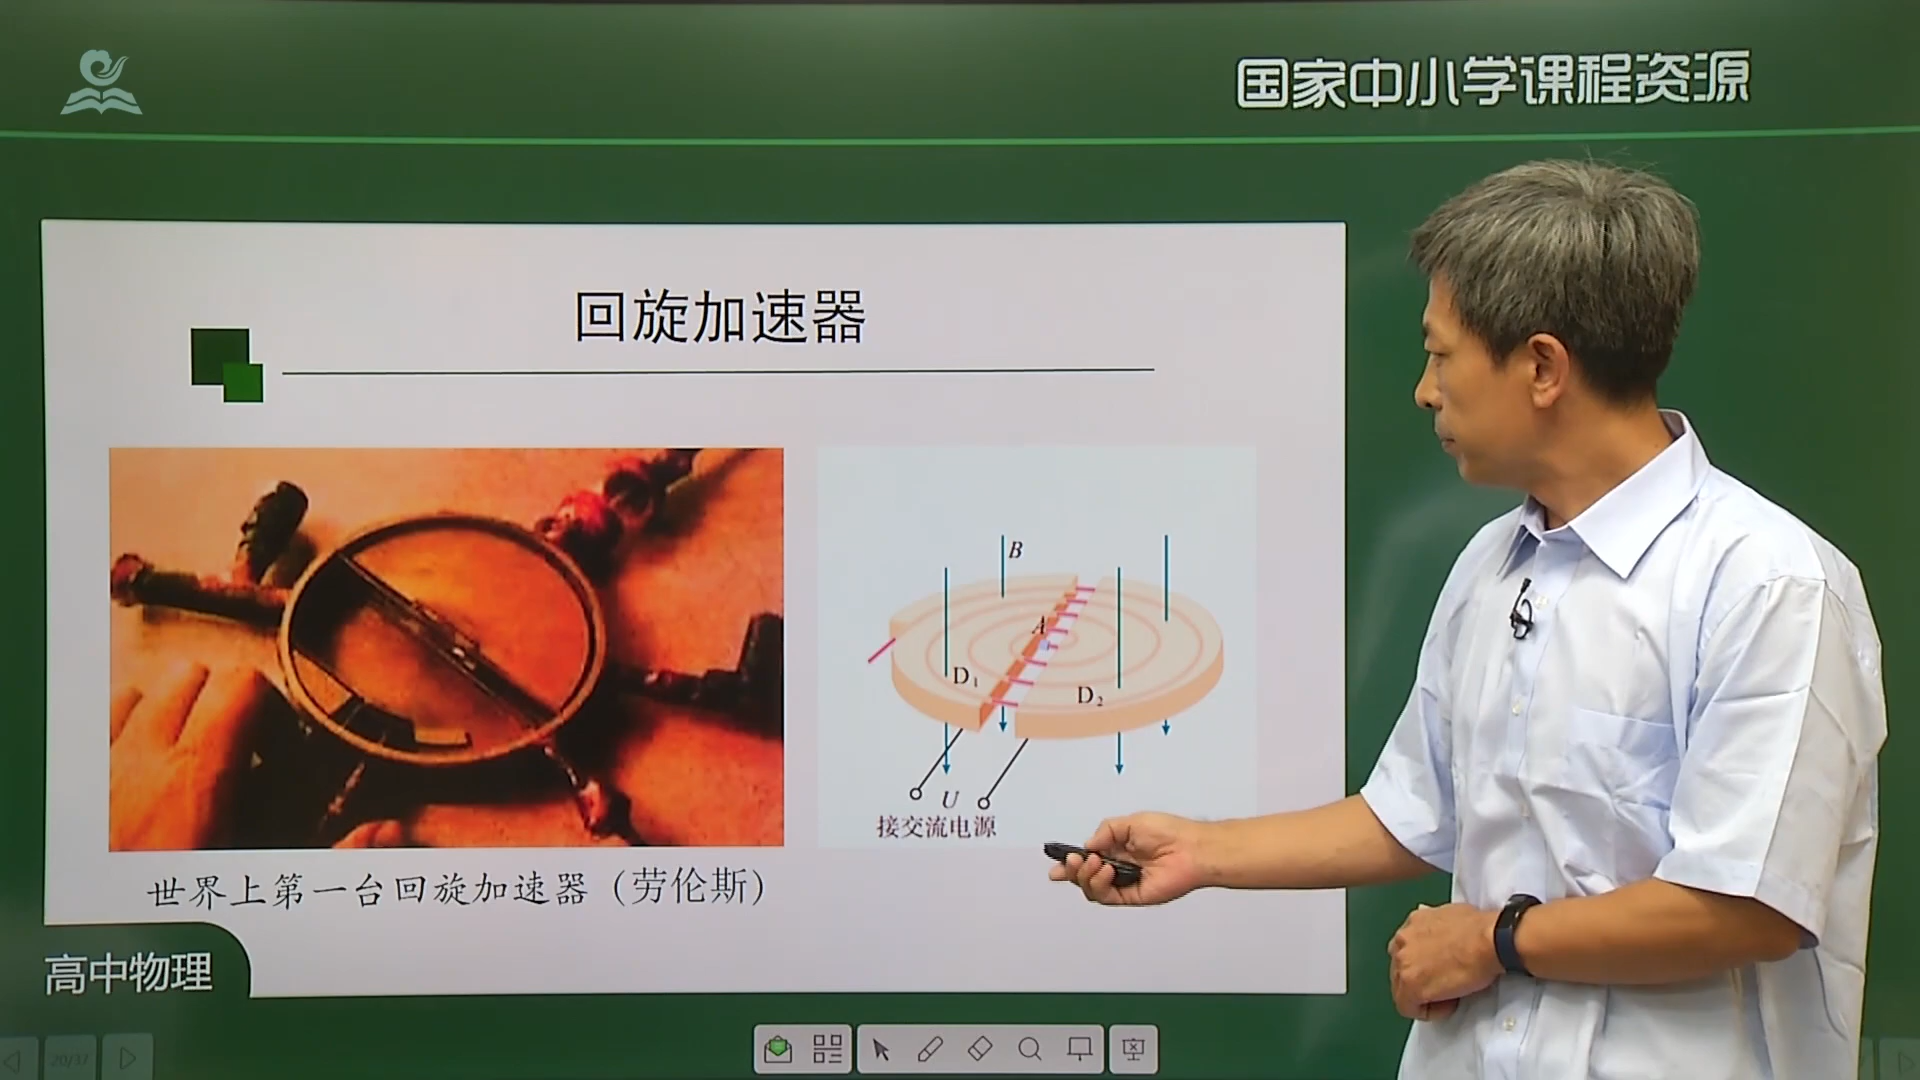 国家中小学课程资源
回旋加速器
B
A
D₁
D₂
U
接交流电源
世界上第一台回旋加速器（劳伦斯）
高中物理
20/37